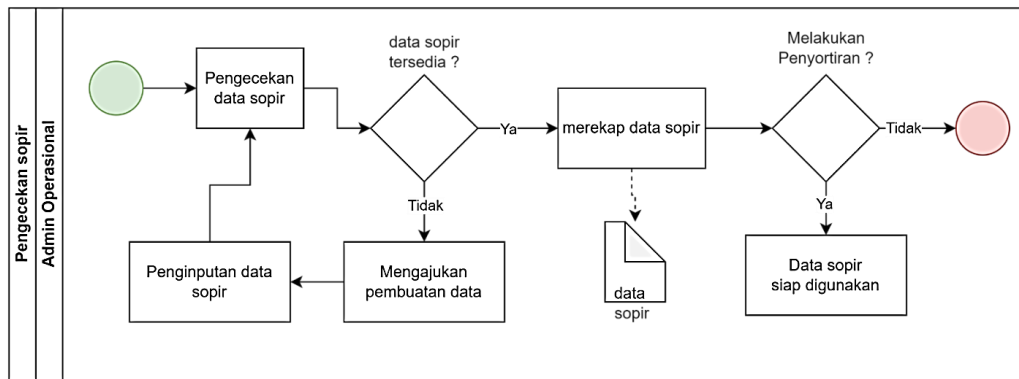 Pengecekan sopir
Admin Operasional
Pengecekan
data sopir
data sopir
tersedia ?
Ya
Tidak
Mengajukan
pembuatan data
Penginputan data
sopir
merekap data sopir
data
sopir
Melakukan
Penyortiran ?
Tidak
Ya
Data sopir
siap digunakan